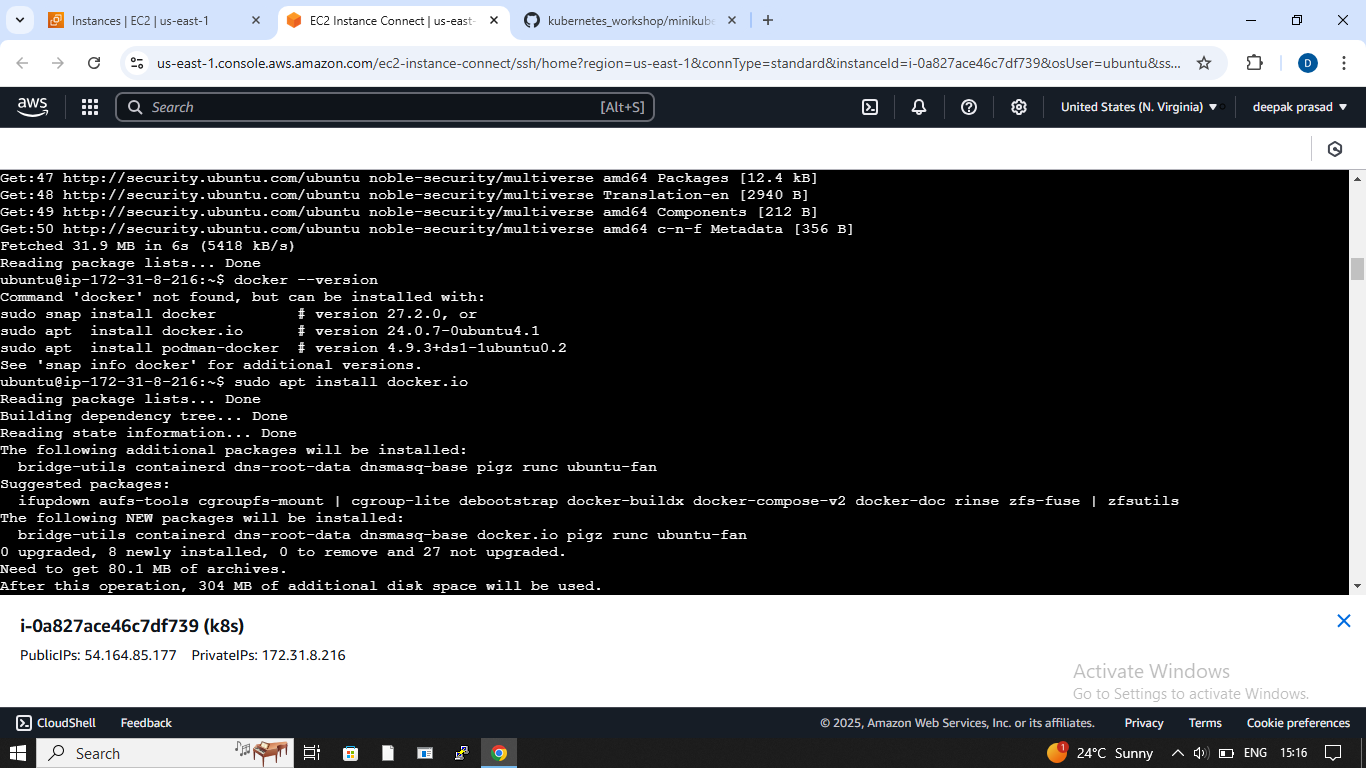 Instances | EC2 | us-east-1
EC2 Instance Connect | us-east-
kubernetes_workshop/minikube
us-east-1.console.aws.amazon.com/ec2-instance-connect/ssh/home?region=us-east-1&connType=standard&instanceId=i-0a827ace46c7df739&osUser=ubuntu&ss...
D
aws
Search
[Alt+S]
United States (N. Virginia) ▼
deepak prasad ▼
Get:47 http://security.ubuntu.com/ubuntu noble-security/multiverse amd64 Packages [12.4 kB]
Get:48 http://security.ubuntu.com/ubuntu noble-security/multiverse Translation-en [2940 B]
Get:49 http://security.ubuntu.com/ubuntu noble-security/multiverse amd64 Components [212 B]
Get:50 http://security.ubuntu.com/ubuntu noble-security/multiverse amd64 c-n-f Metadata [356 B]
Fetched 31.9 MB in 6s (5418 kB/s)
Reading package lists... Done
ubuntu@ip-172-31-8-216:~$ docker --version
Command 'docker' not found, but can be installed with:
sudo snap install docker         # version 27.2.0, or
sudo apt  install docker.io      # version 24.0.7-0ubuntu4.1
sudo apt  install podman-docker  # version 4.9.3+ds1-1ubuntu0.2
See 'snap info docker' for additional versions.
ubuntu@ip-172-31-8-216:~$ sudo apt install docker.io
Reading package lists... Done
Building dependency tree... Done
Reading state information... Done
The following additional packages will be installed:
  bridge-utils containerd dns-root-data dnsmasq-base pigz runc ubuntu-fan
Suggested packages:
  ifupdown aufs-tools cgroupfs-mount | cgroup-lite debootstrap docker-buildx docker-compose-v2 docker-doc rinse zfs-fuse | zfsutils
The following NEW packages will be installed:
  bridge-utils containerd dns-root-data dnsmasq-base docker.io pigz runc ubuntu-fan
0 upgraded, 8 newly installed, 0 to remove and 27 not upgraded.
Need to get 80.1 MB of archives.
After this operation, 304 MB of additional disk space will be used.
i-0a827ace46c7df739 (k8s)
PublicIPs: 54.164.85.177    PrivateIPs: 172.31.8.216
Activate Windows
Go to Settings to activate Windows.
CloudShell
Feedback
© 2025, Amazon Web Services, Inc. or its affiliates.
Privacy
Terms
Cookie preferences
Search
1
24°C Sunny
ENG
15:16